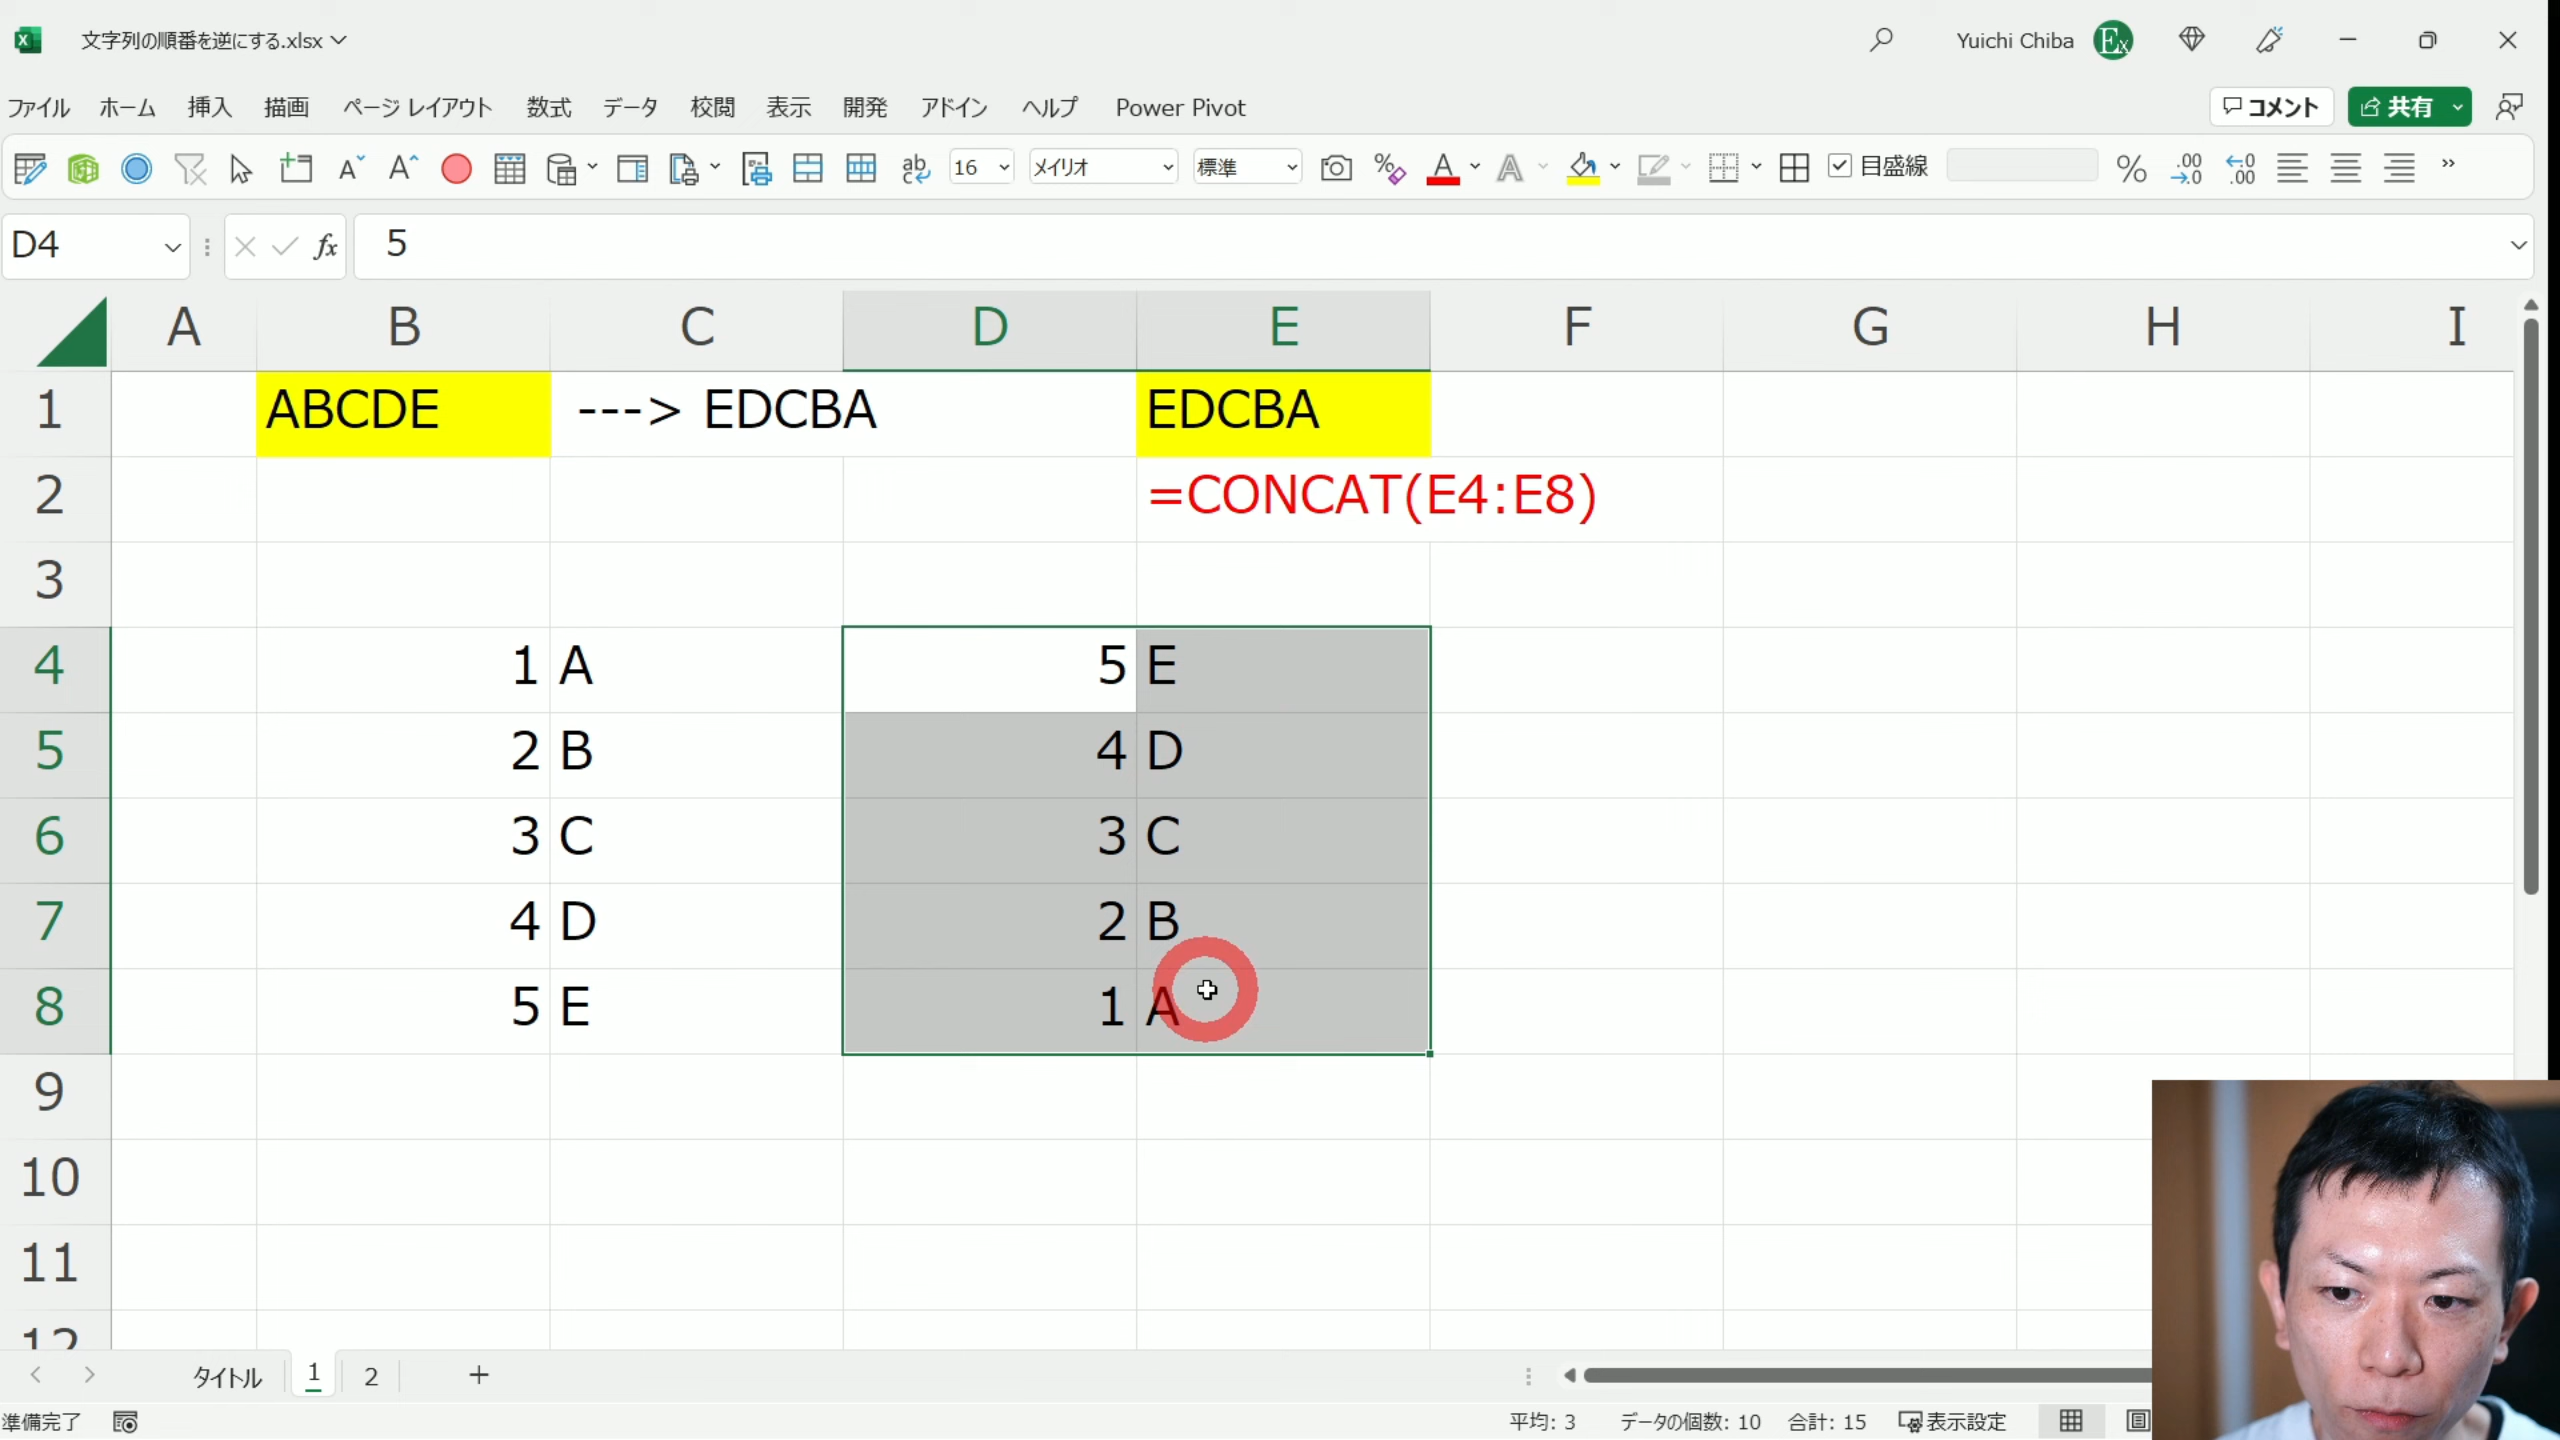 文字列の順番を逆にする.xlsx
Yuichi Chiba
Ex
ファイル ホーム 挿入 描画 ページ レイアウト 数式 データ 校閲 表示 開発 アドイン ヘルプ Power Pivot
コメント 共有
16 メイリオ 標準 目盛線
D4 fx 5
A B C D E F G H I
1 ABCDE ---> EDCBA EDCBA
2 =CONCAT(E4:E8)
3
4 1 A 5 E
5 2 B 4 D
6 3 C 3 C
7 4 D 2 B
8 5 E 1 A
9
10
11
12
タイトル 1 2 +
準備完了 平均: 3 データの個数: 10 合計: 15 表示設定